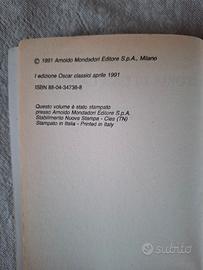 © 1991 Arnoldo Mondadori Editore S.p.A., Milano
I edizione Oscar classici aprile 1991
ISBN 88-04-34738-8
Questo volume è stato stampato
presso Arnoldo Mondadori Editore S.p.A.
Stabilimento Nuova Stampa - Cles (TN)
Stampato in Italia - Printed in Italy
subito